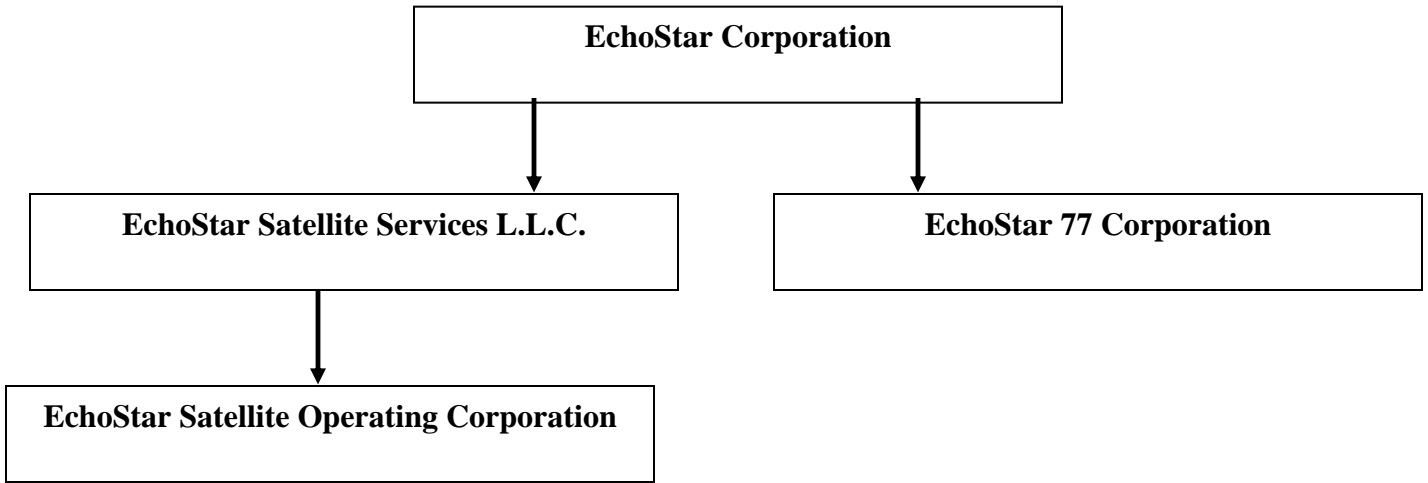 EchoStar Corporation
EchoStar Satellite Services L.L.C.
EchoStar 77 Corporation
EchoStar Satellite Operating Corporation